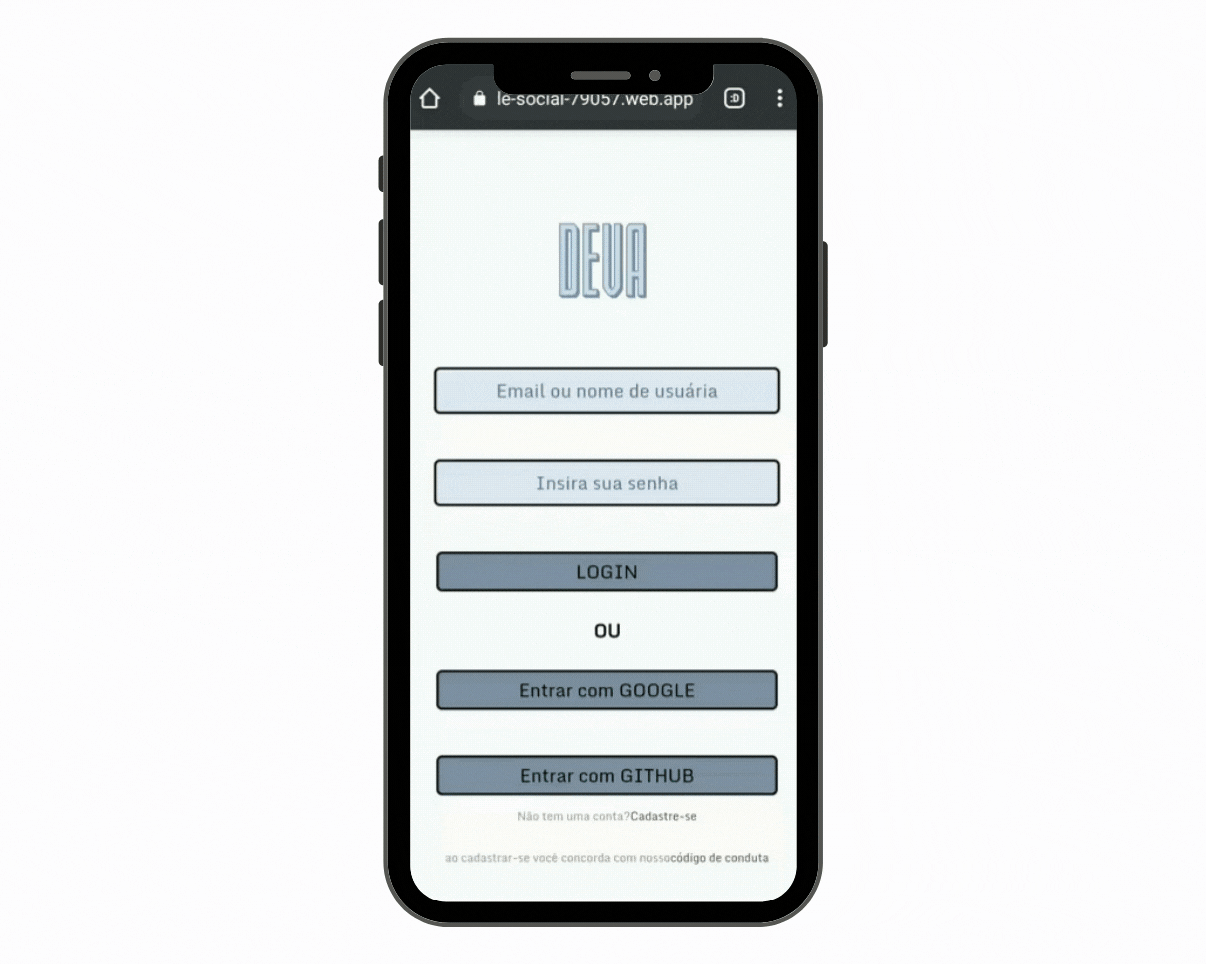 le-social-79057.web.app
:D
DEVA
Email ou nome de usuária
Insira sua senha
LOGIN
OU
Entrar com GOOGLE
Entrar com GITHUB
Não tem uma conta?Cadastre-se
ao cadastrar-se você concorda com nossocódigo de conduta